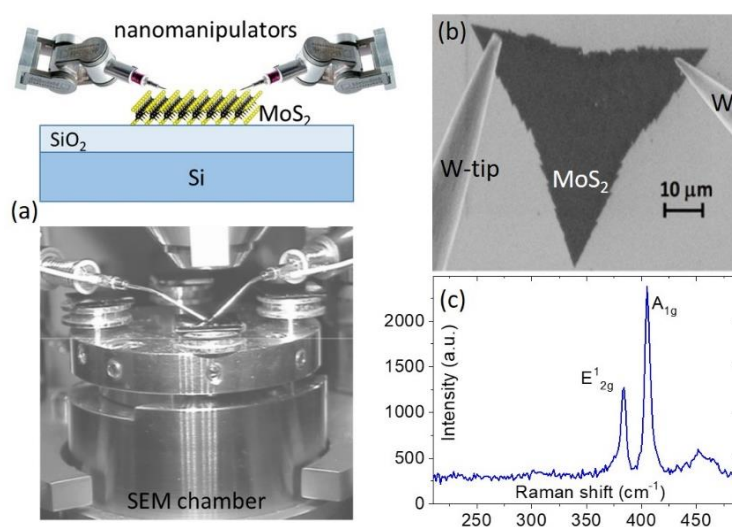 nanomanipulators
MoS₂
SiO₂
Si
(a)
SEM chamber
(b)
W-tip
W
MoS₂
10 μm
(c)
A₁g
E¹₂g
Intensity (a.u.)
2000
1500
1000
500
0
Raman shift (cm⁻¹)
250 300 350 400 450